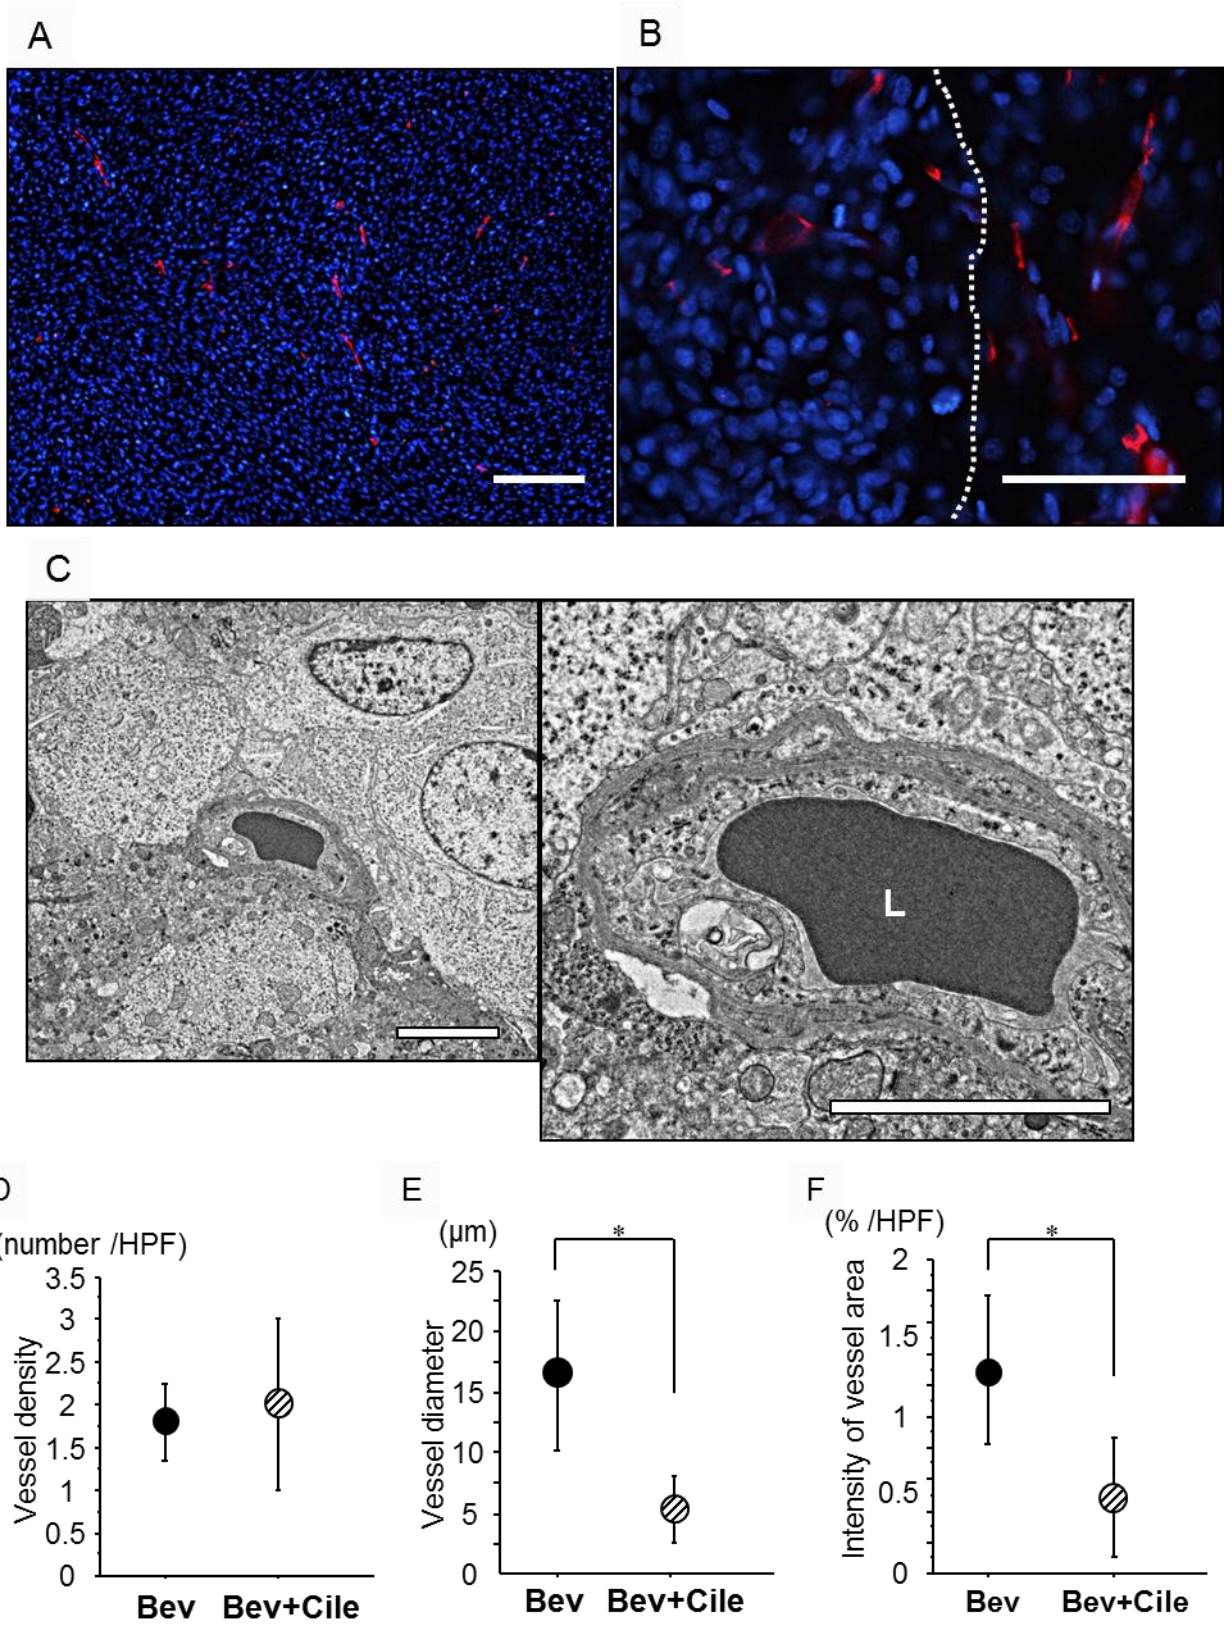 A
B
C
L
D
(number /HPF)
Vessel density
3.5
3
2.5
2
1.5
1
0.5
0
Bev
Bev+Cile
E
(μm)
*
Vessel diameter
25
20
15
10
5
0
Bev
Bev+Cile
F
(% /HPF)
*
Intensity of vessel area
2
1.5
1
0.5
0
Bev
Bev+Cile